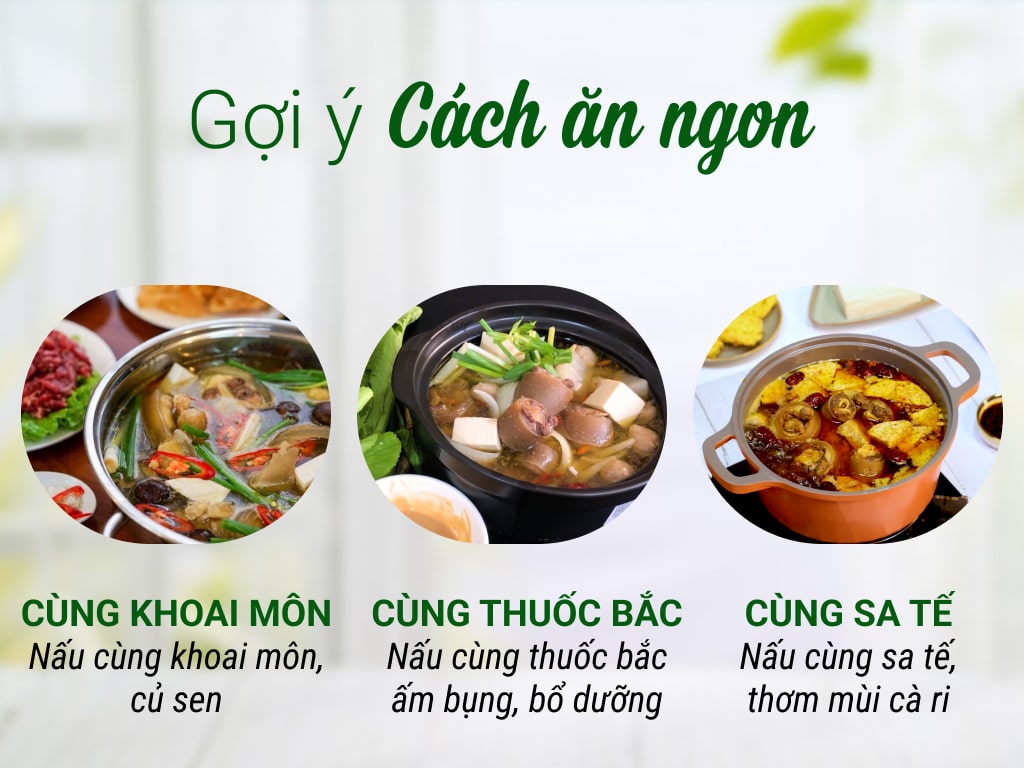 Gợi ý Cách ăn ngon
CÙNG KHOAI MÔN
Nấu cùng khoai môn,
củ sen
CÙNG THUỐC BẮC
Nấu cùng thuốc bắc
ấm bụng, bổ dưỡng
CÙNG SA TẾ
Nấu cùng sa tế,
thơm mùi cà ri